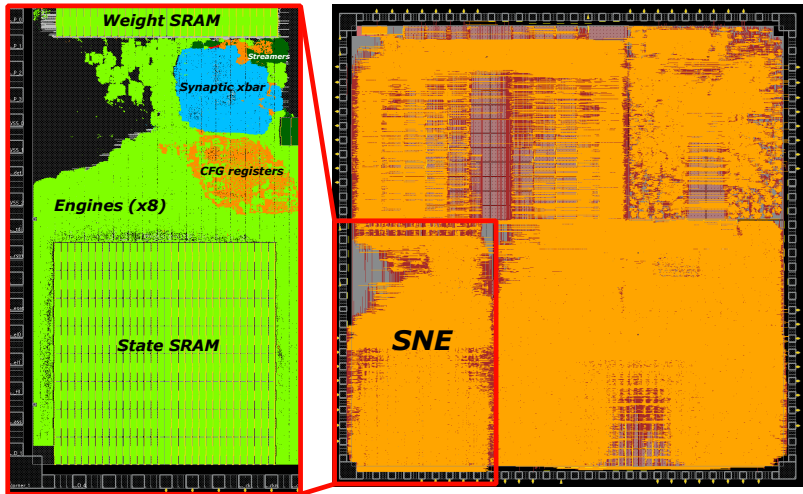 Weight SRAM
Streamers
Synaptic xbar
CFG registers
Engines (x8)
State SRAM
SNE